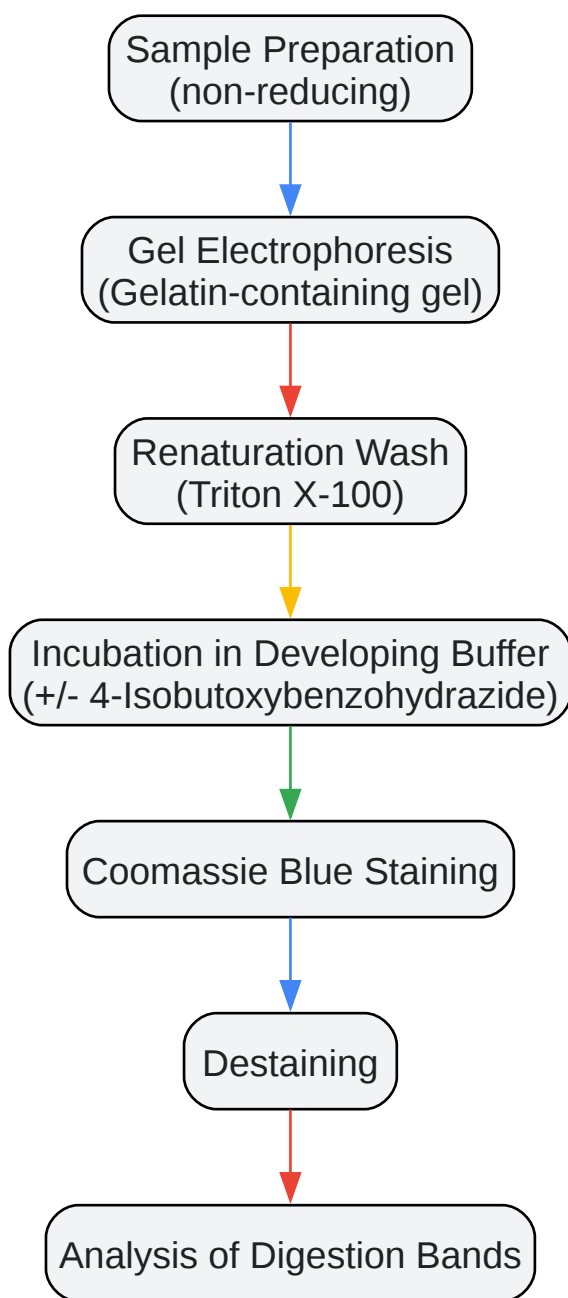 Sample Preparation
(non-reducing)
Gel Electrophoresis
(Gelatin-containing gel)
Renaturation Wash
(Triton X-100)
Incubation in Developing Buffer
(+/- 4-Isobutoxybenzohydrazide)
Coomassie Blue Staining
Destaining
Analysis of Digestion Bands